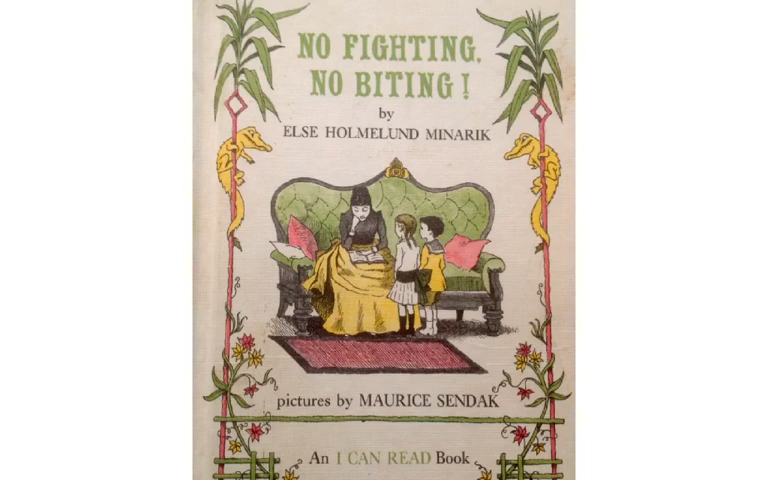 NO FIGHTING,
NO BITING!
by
ELSE HOLMELUND MINARIK
pictures by MAURICE SENDAK
An I CAN READ Book